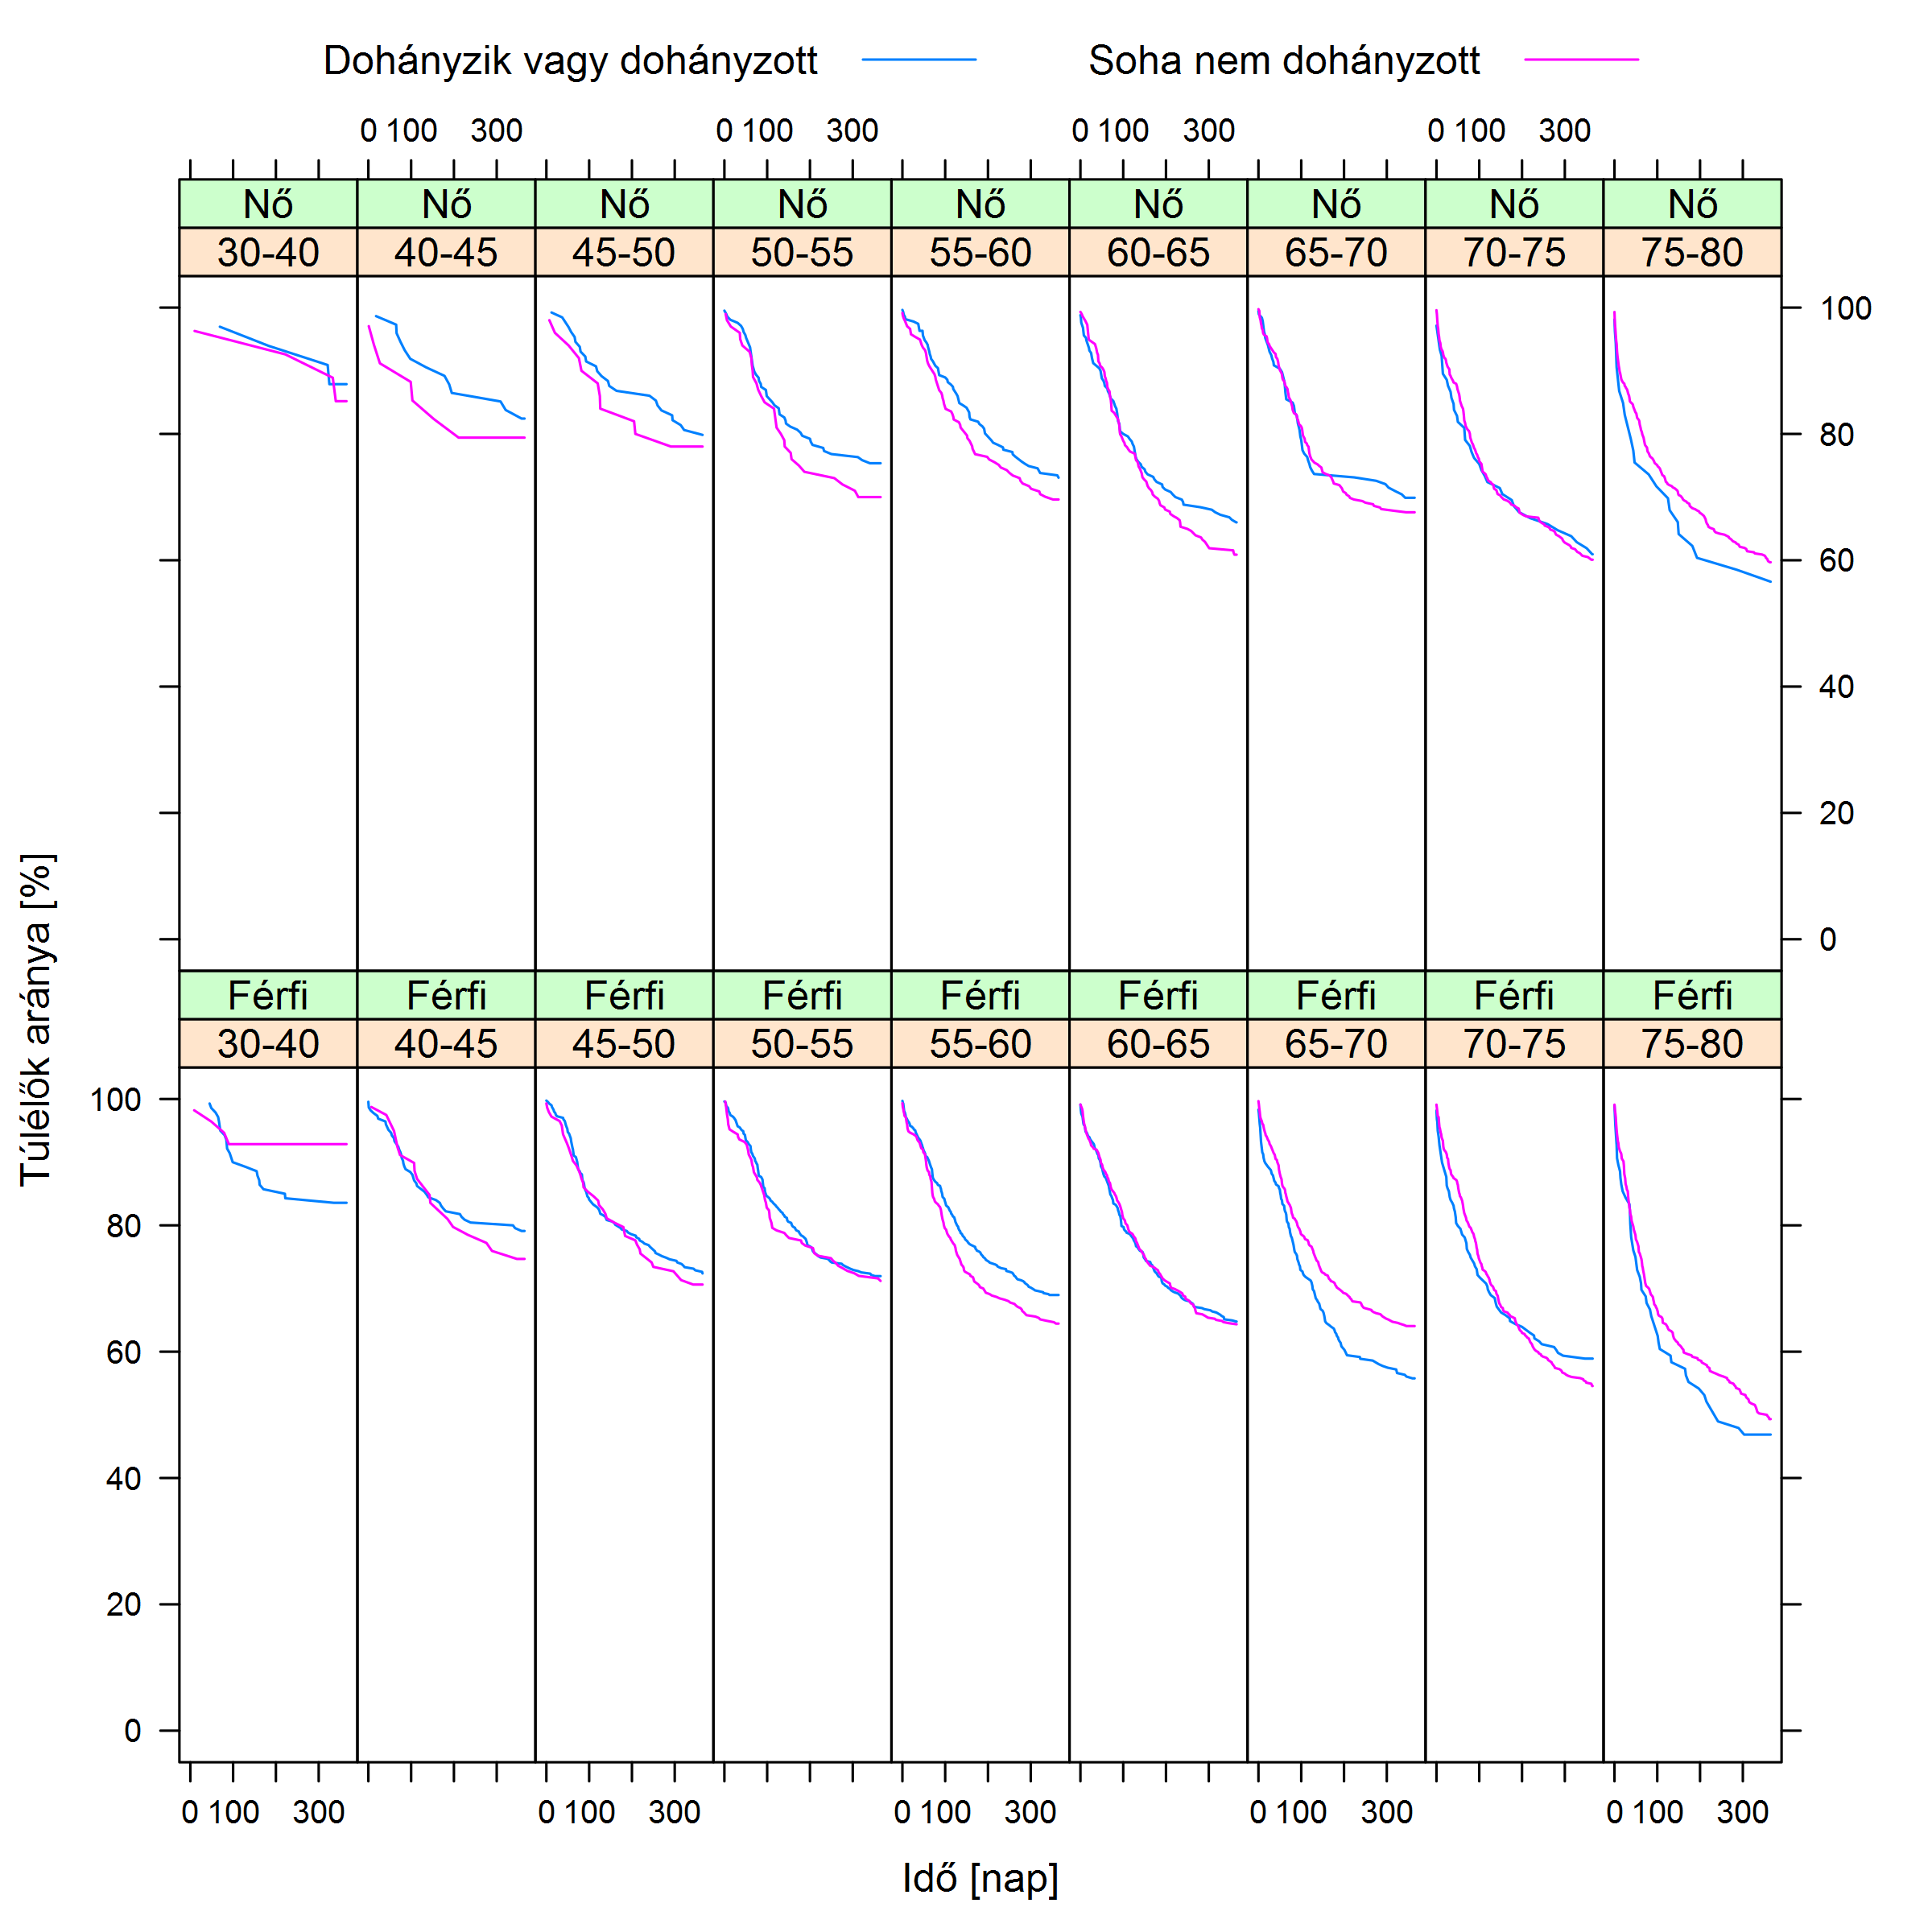 Dohányzik vagy dohányzott Soha nem dohányzott
0 100 300 0 100 300 0 100 300 0 100 300
Nő Nő Nő Nő Nő Nő Nő Nő Nő
30-40 40-45 45-50 50-55 55-60 60-65 65-70 70-75 75-80
100
80
60
40
20
0
Túlélők aránya [%]
Férfi Férfi Férfi Férfi Férfi Férfi Férfi Férfi Férfi
30-40 40-45 45-50 50-55 55-60 60-65 65-70 70-75 75-80
100
80
60
40
20
0
0 100 300 0 100 300 0 100 300 0 100 300 0 100 300
Idő [nap]